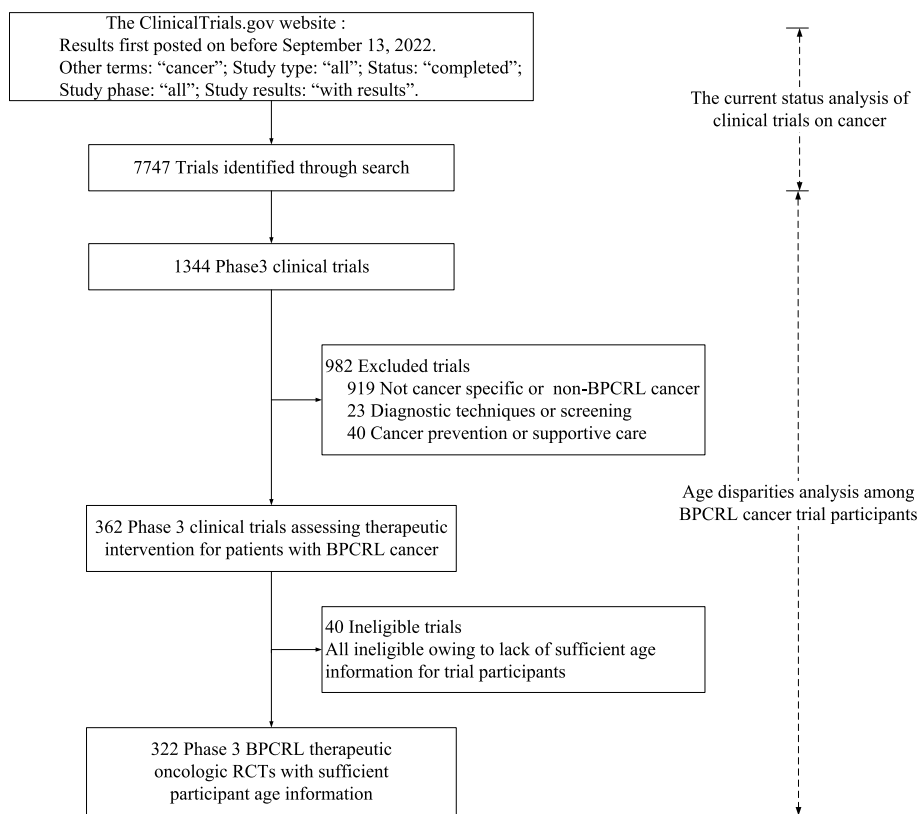 The ClinicalTrials.gov website :
Results first posted on before September 13, 2022.
Other terms: “cancer”; Study type: “all”; Status: “completed”;
Study phase: “all”; Study results: “with results”.
The current status analysis of
clinical trials on cancer
7747 Trials identified through search
1344 Phase3 clinical trials
982 Excluded trials
919 Not cancer specific or non-BPCRL cancer
23 Diagnostic techniques or screening
40 Cancer prevention or supportive care
Age disparities analysis among
BPCRL cancer trial participants
362 Phase 3 clinical trials assessing therapeutic
intervention for patients with BPCRL cancer
40 Ineligible trials
All ineligible owing to lack of sufficient age
information for trial participants
322 Phase 3 BPCRL therapeutic
oncologic RCTs with sufficient
participant age information